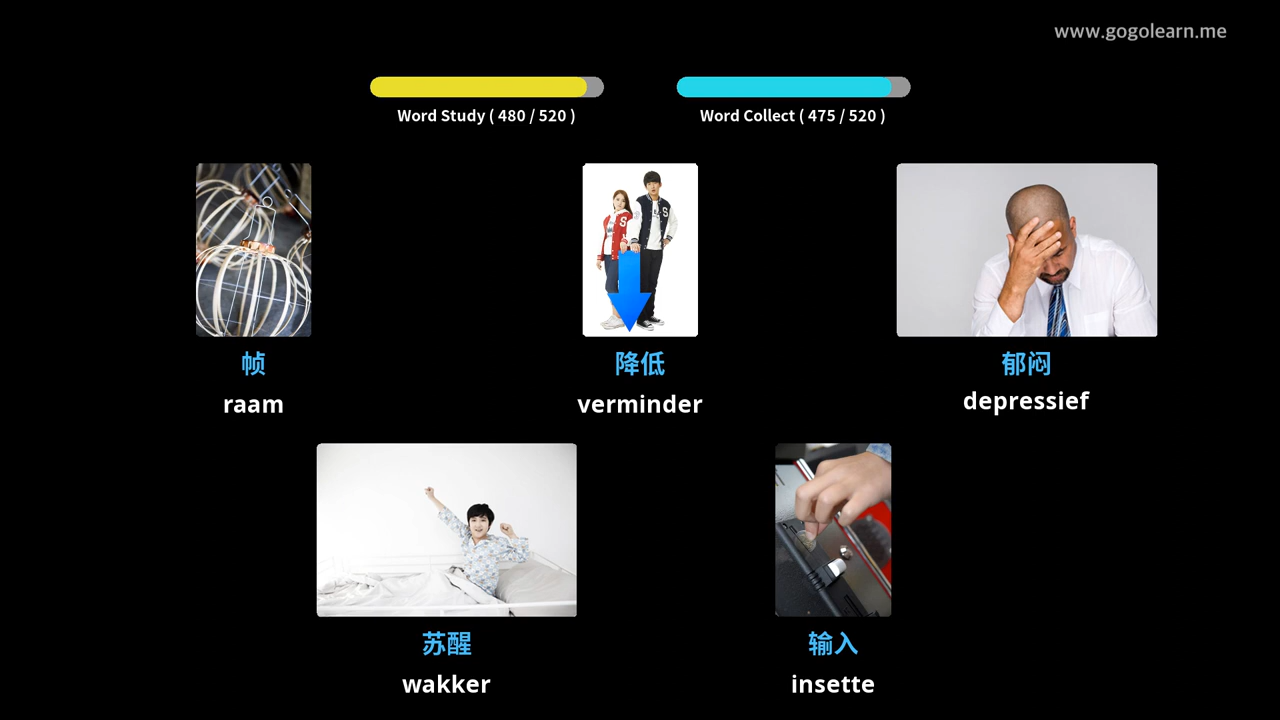 www.gogolearn.me
Word Study ( 480 / 520 )
Word Collect ( 475 / 520 )
帧
raam
降低
verminder
郁闷
depressief
苏醒
wakker
输入
insette